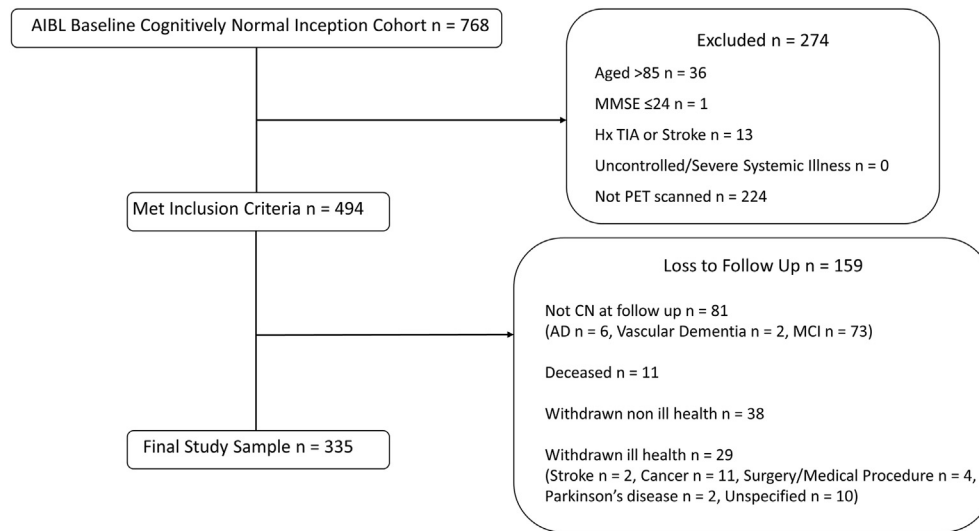 AIBL Baseline Cognitively Normal Inception Cohort n = 768
Excluded n = 274
Aged >85 n = 36
MMSE ≤24 n = 1
Hx TIA or Stroke n = 13
Uncontrolled/Severe Systemic Illness n = 0
Not PET scanned n = 224
Met Inclusion Criteria n = 494
Loss to Follow Up n = 159
Not CN at follow up n = 81
(AD n = 6, Vascular Dementia n = 2, MCI n = 73)
Deceased n = 11
Withdrawn non ill health n = 38
Withdrawn ill health n = 29
(Stroke n = 2, Cancer n = 11, Surgery/Medical Procedure n = 4,
Parkinson's disease n = 2, Unspecified n = 10)
Final Study Sample n = 335